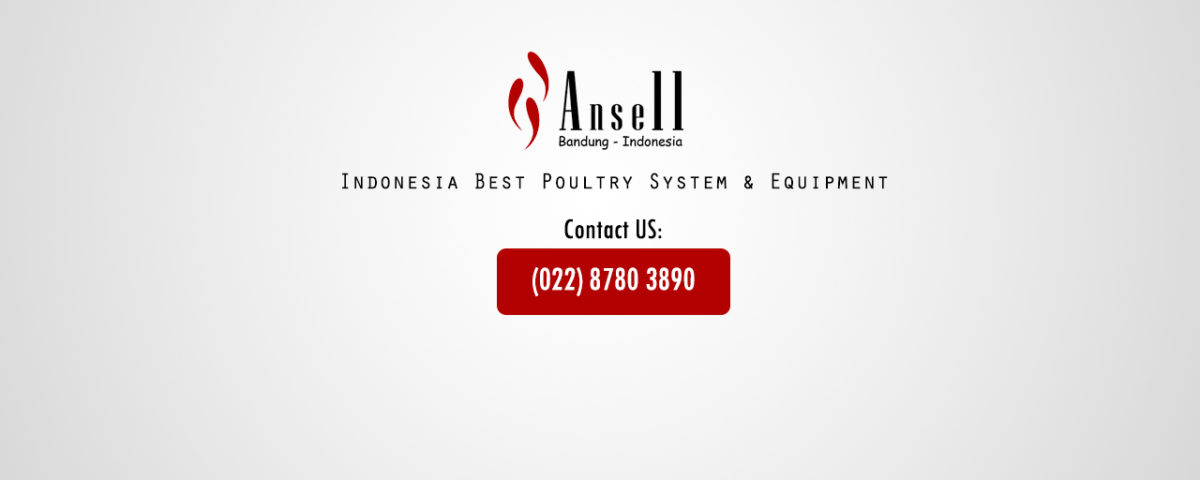 Ansell
Bandung - Indonesia
Indonesia Best Poultry System & Equipment
Contact US:
(022) 8780 3890